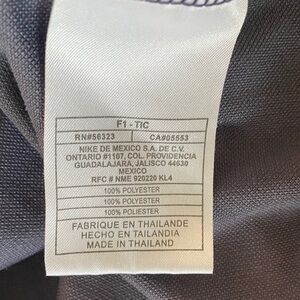 F1 - TIC
RN#56323 CA#05553
NIKE DE MEXICO S.A. DE C.V.
ONTARIO #1107, COL. PROVIDENCIA
GUADALAJARA, JALISCO 44630
MEXICO
RFC # NME 920220 KL4
100% POLYESTER
100% POLYESTER
100% POLYESTER
FABRIQUE EN THAILANDE
HECHO EN TAILANDIA
MADE IN THAILAND